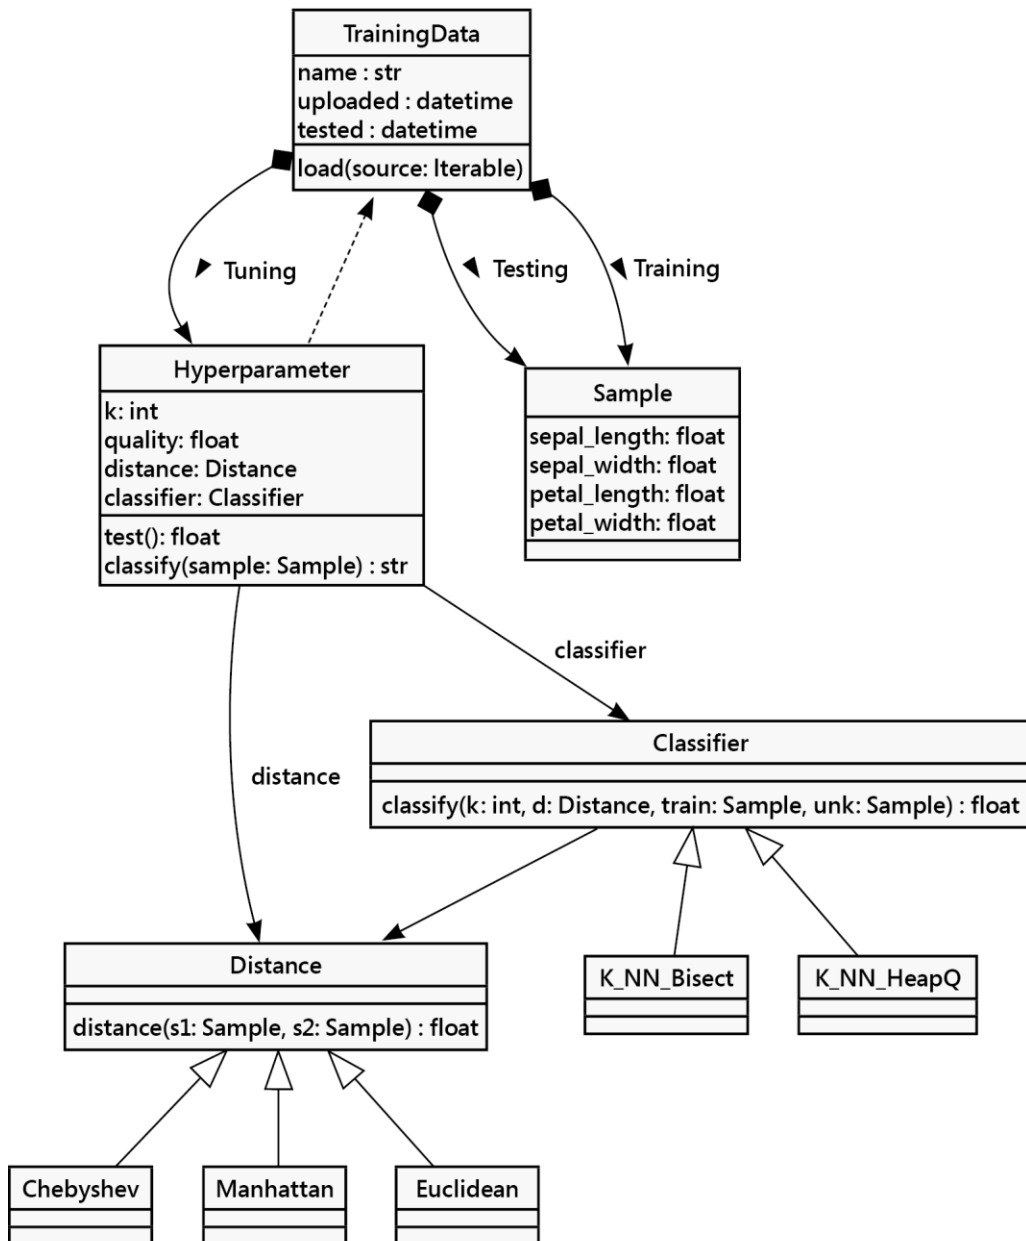 TrainingData
name : str
uploaded : datetime
tested : datetime
load(source: Iterable)
Tuning
Testing
Training
Hyperparameter
k: int
quality: float
distance: Distance
classifier: Classifier
test(): float
classify(sample: Sample) : str
Sample
sepal_length: float
sepal_width: float
petal_length: float
petal_width: float
classifier
distance
Classifier
classify(k: int, d: Distance, train: Sample, unk: Sample) : float
Distance
distance(s1: Sample, s2: Sample) : float
K_NN_Bisect
K_NN_HeapQ
Chebyshev
Manhattan
Euclidean